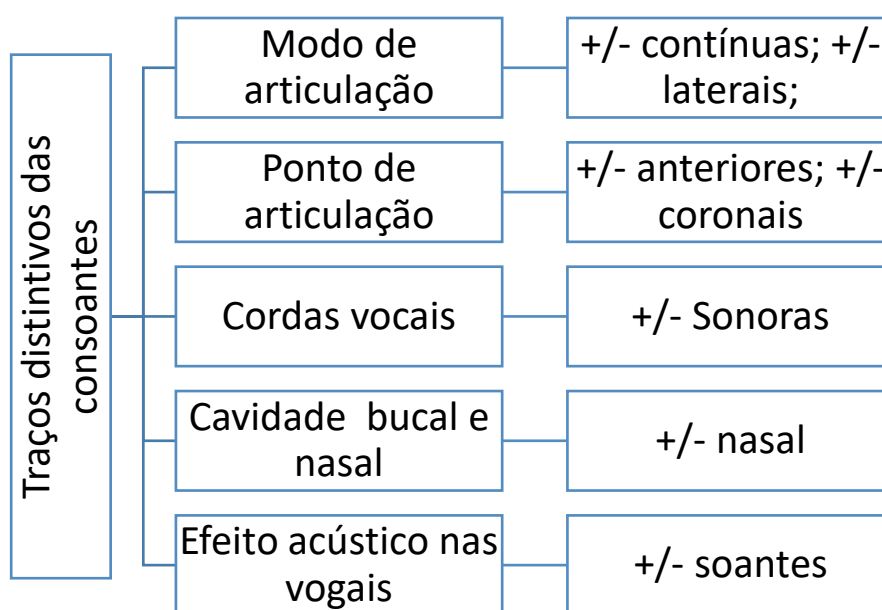 Traços distintivos das
consoantes
Modo de
articulação
+/- contínuas; +/-
laterais;
Ponto de
articulação
+/- anteriores; +/-
coronais
Cordas vocais
+/- Sonoras
Cavidade bucal e
nasal
+/- nasal
Efeito acústico nas
vogais
+/- soantes